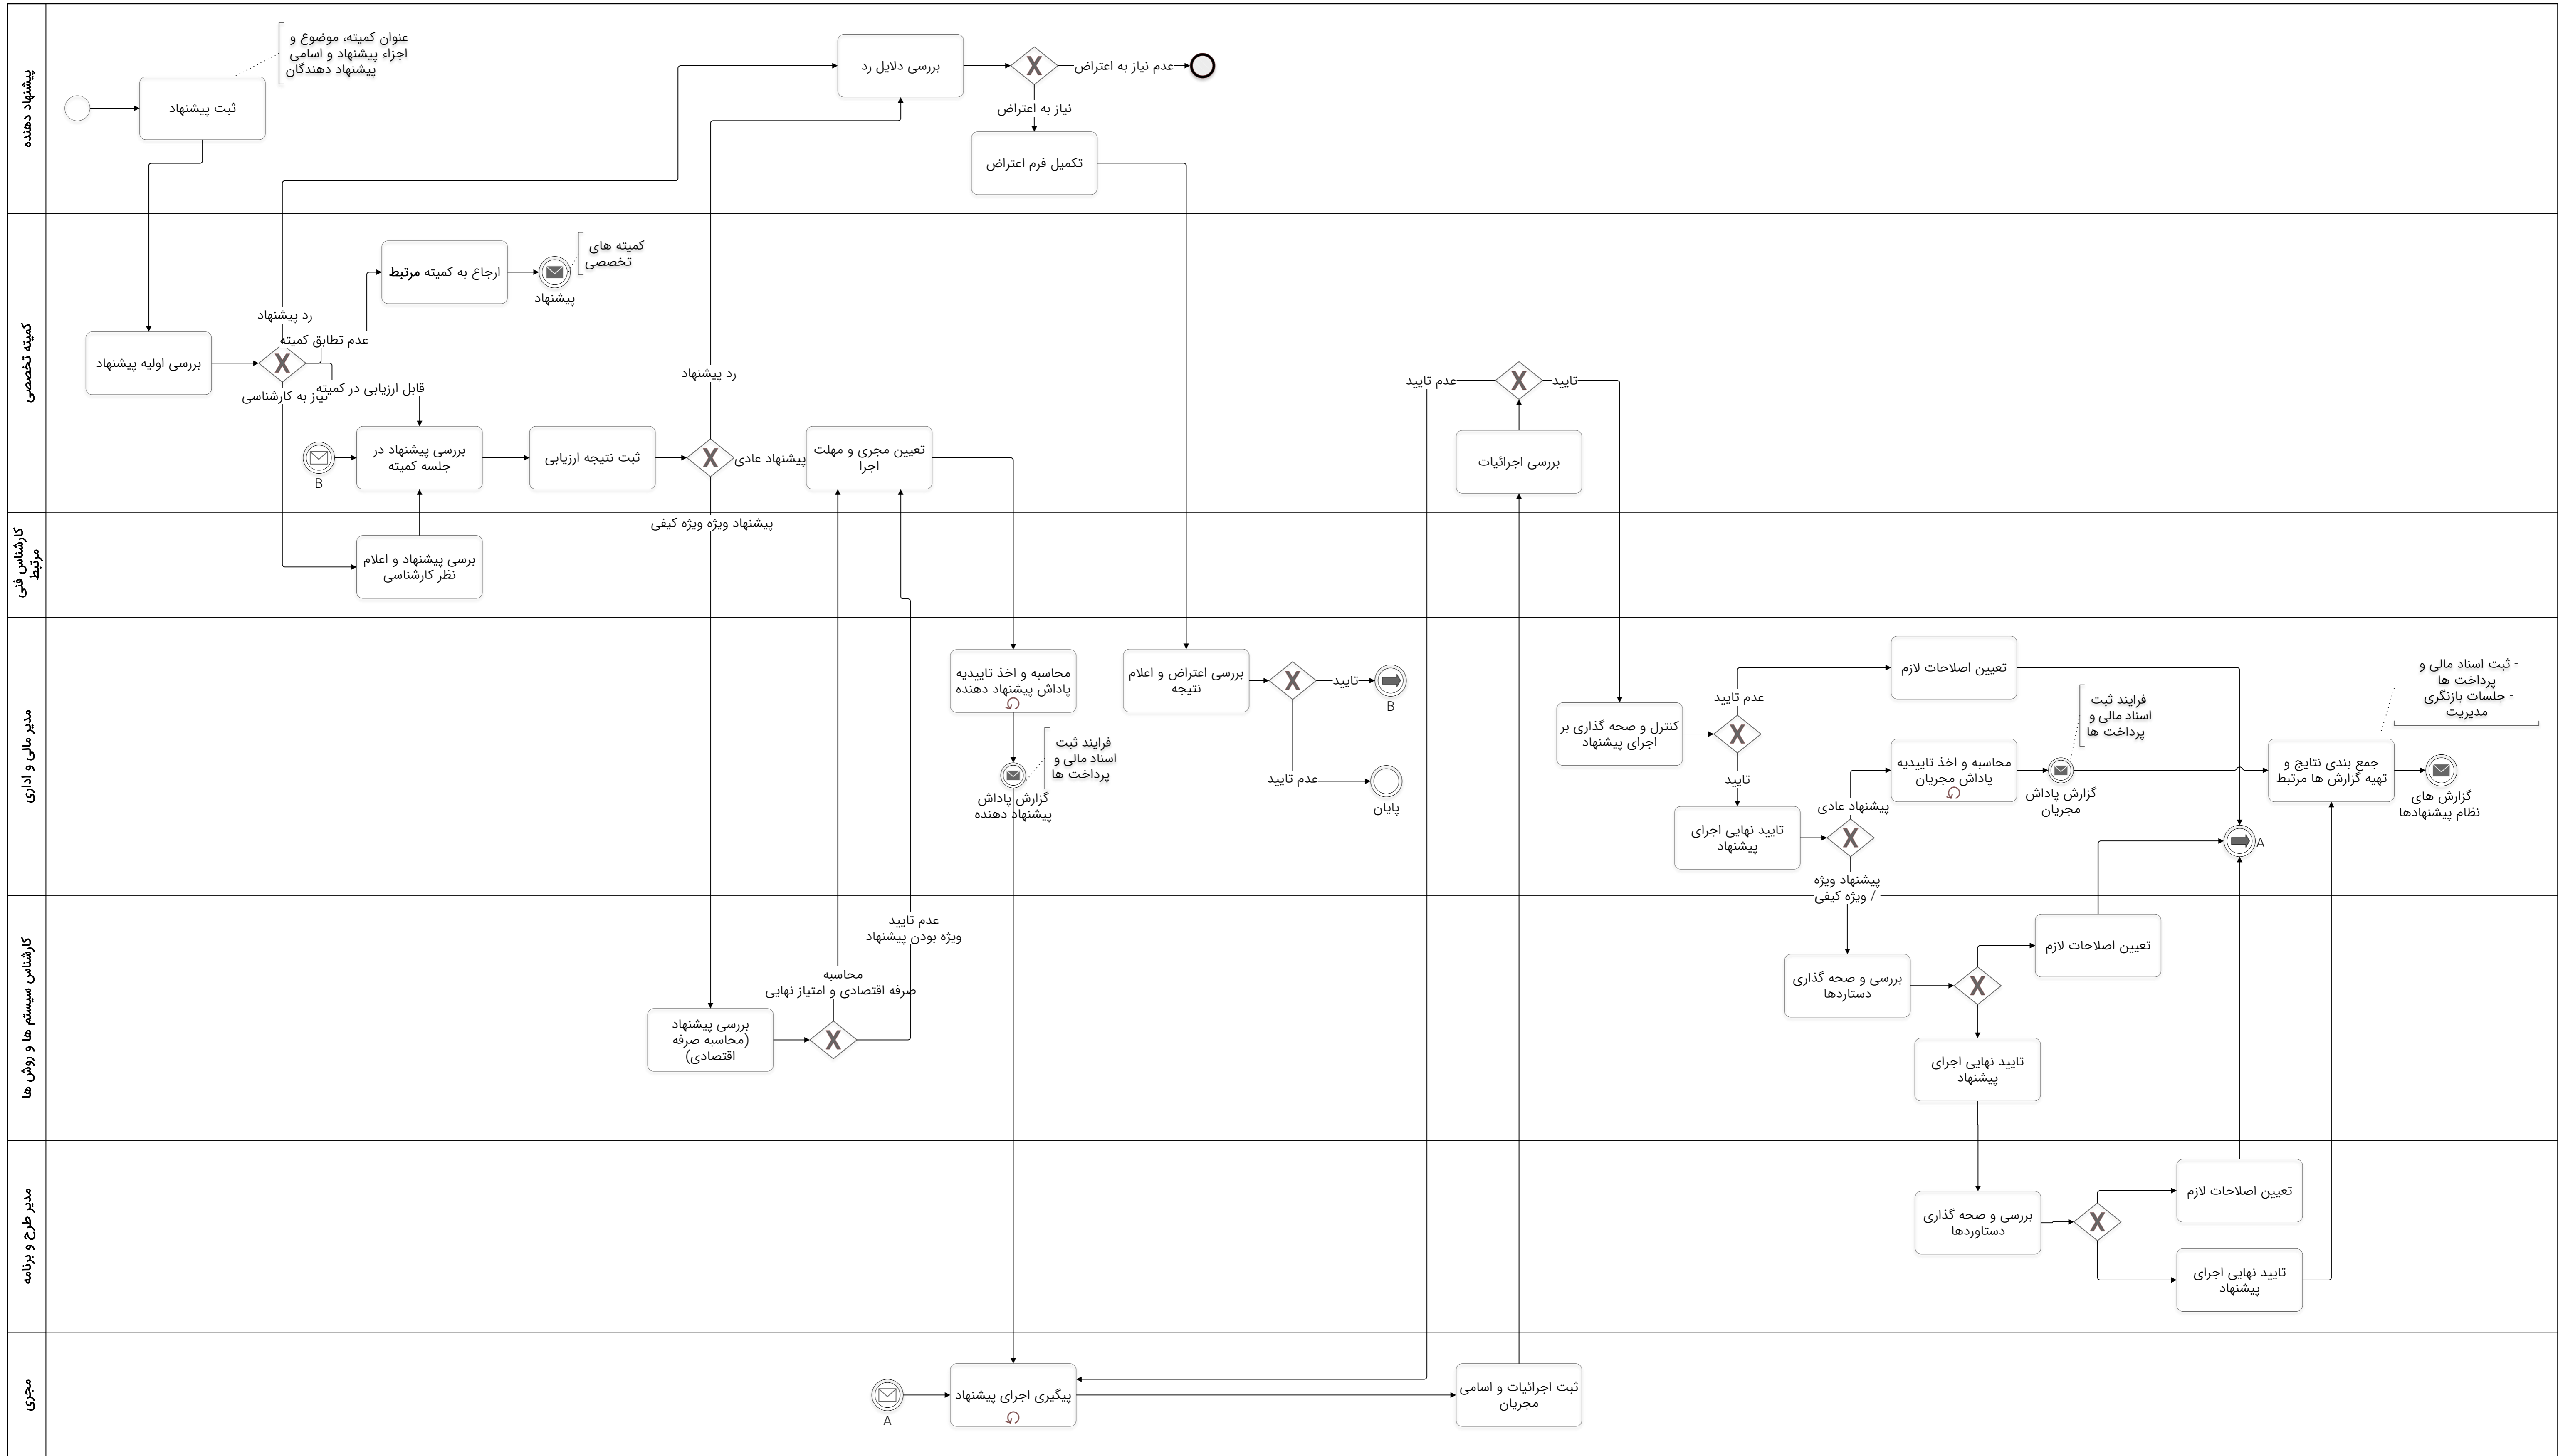 پیشنهاد دهنده
ثبت پیشنهاد
عنوان کمیته، موضوع و
اجزاء پیشنهاد و اسامی
پیشنهاد دهندگان
بررسی دلایل رد
عدم نیاز به اعتراض
نیاز به اعتراض
تکمیل فرم اعتراض
کمیته تخصصی
بررسی اولیه پیشنهاد
رد پیشنهاد
عدم تطابق کمیته
قابل ارزیابی در کمیته
نیاز به کارشناسی
ارجاع به کمیته مرتبط
پیشنهاد
کمیته های
تخصصی
B
بررسی پیشنهاد در
جلسه کمیته
ثبت نتیجه ارزیابی
رد پیشنهاد
پیشنهاد عادی
پیشنهاد ویژه ویژه کیفی
تعیین مجری و مهلت
اجرا
عدم تایید
تایید
بررسی اجرائیات
کارشناس فنی
مرتبط
برسی پیشنهاد و اعلام
نظر کارشناسی
مدیر مالی و اداری
محاسبه و اخذ تاییدیه
پاداش پیشنهاد دهنده
گزارش پاداش
پیشنهاد دهنده
فرایند ثبت
اسناد مالی و
پرداخت ها
بررسی اعتراض و اعلام
نتیجه
تایید
B
عدم تایید
پایان
کنترل و صحه گذاری بر
اجرای پیشنهاد
عدم تایید
تایید
تعیین اصلاحات لازم
تایید نهایی اجرای
پیشنهاد
پیشنهاد عادی
پیشنهاد ویژه
/ ویژه کیفی
محاسبه و اخذ تاییدیه
پاداش مجریان
گزارش پاداش
مجریان
فرایند ثبت
اسناد مالی و
پرداخت ها
A
جمع بندی نتایج و
تهیه گزارش ها مرتبط
گزارش های
نظام پیشنهادها
- ثبت اسناد مالی و
پرداخت ها
- جلسات بازنگری
مدیریت
کارشناس سیستم ها و روش ها
بررسی پیشنهاد
(محاسبه صرفه
اقتصادی)
محاسبه
صرفه اقتصادی و امتیاز نهایی
عدم تایید
ویژه بودن پیشنهاد
بررسی و صحه گذاری
دستاردها
تعیین اصلاحات لازم
تایید نهایی اجرای
پیشنهاد
مدیر طرح و برنامه
بررسی و صحه گذاری
دستاوردها
تعیین اصلاحات لازم
تایید نهایی اجرای
پیشنهاد
مجری
A
پیگیری اجرای پیشنهاد
ثبت اجرائیات و اسامی
مجریان